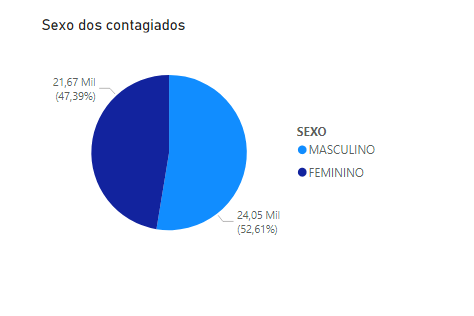 Sexo dos contagiados
21,67 Mil
(47,39%)
SEXO
MASCULINO
FEMININO
24,05 Mil
(52,61%)